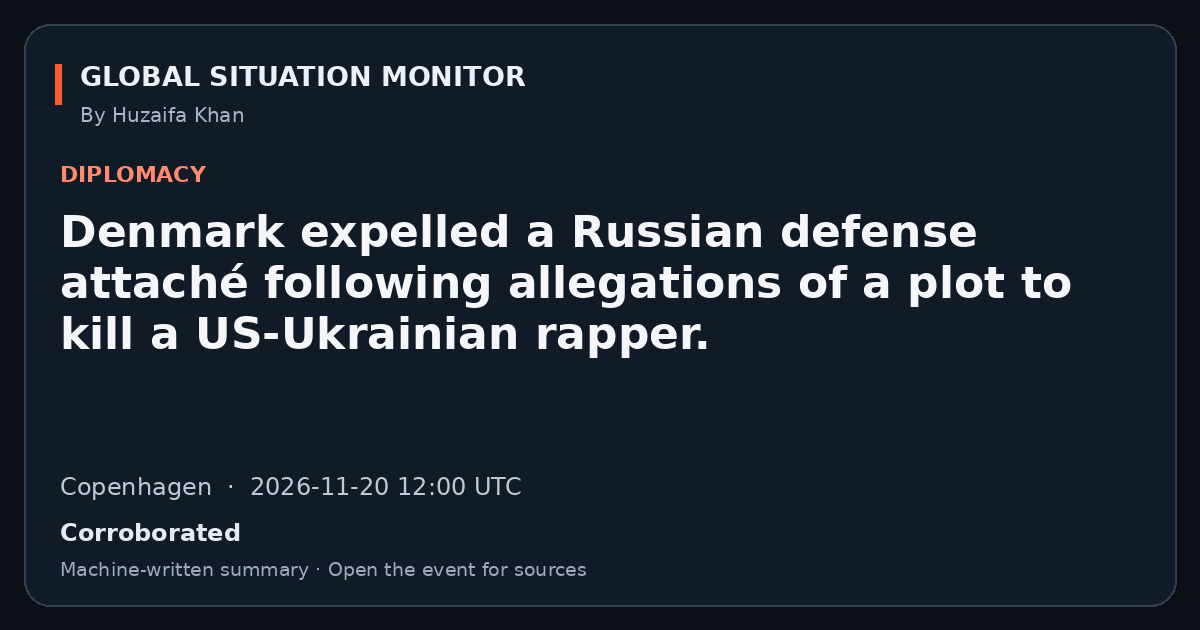 GLOBAL SITUATION MONITOR
By Huzaifa Khan
DIPLOMACY
Denmark expelled a Russian defense
attaché following allegations of a plot to
kill a US-Ukrainian rapper.
Copenhagen · 2026-11-20 12:00 UTC
Corroborated
Machine-written summary · Open the event for sources